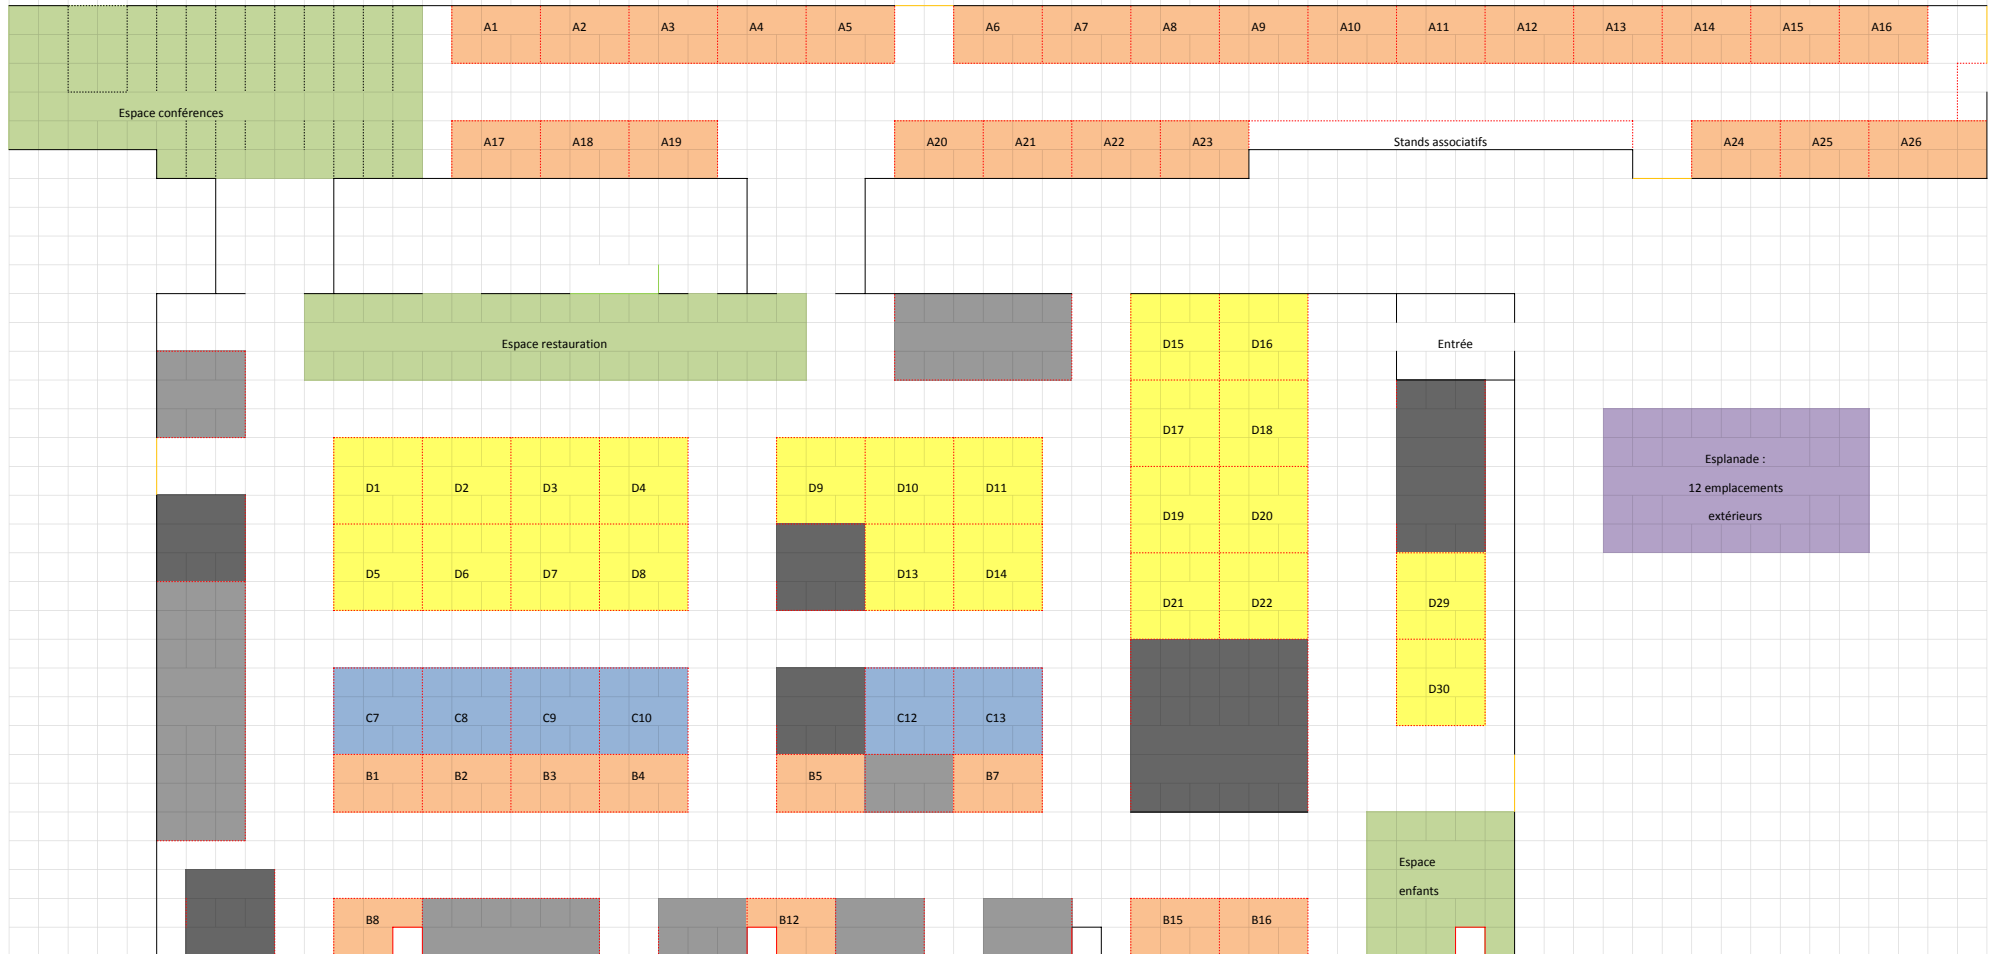 A1 A2 A3 A4 A5 A6 A7 A8 A9 A10 A11 A12 A13 A14 A15 A16
Espace conférences
A17 A18 A19 A20 A21 A22 A23 Stands associatifs A24 A25 A26
Espace restauration D15 D16 Entrée
D17 D18
Esplanade :
D1 D2 D3 D4 D9 D10 D11 12 emplacements
D19 D20 extérieurs
D5 D6 D7 D8 D13 D14
D21 D22 D29
D30
C7 C8 C9 C10 C12 C13
B1 B2 B3 B4 B5 B7
Espace
enfants
B8 B12 B15 B16